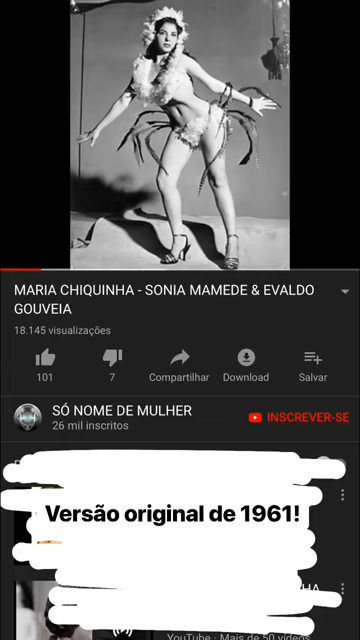 MARIA CHIQUINHA - SONIA MAMEDE & EVALDO
GOUVEIA
18.145 visualizações
101
7
Compartilhar
Download
Salvar
SÓ NOME DE MULHER
26 mil inscritos
INSCREVER-SE
Versão original de 1961!
YouTube · Mais de 50 vídeos